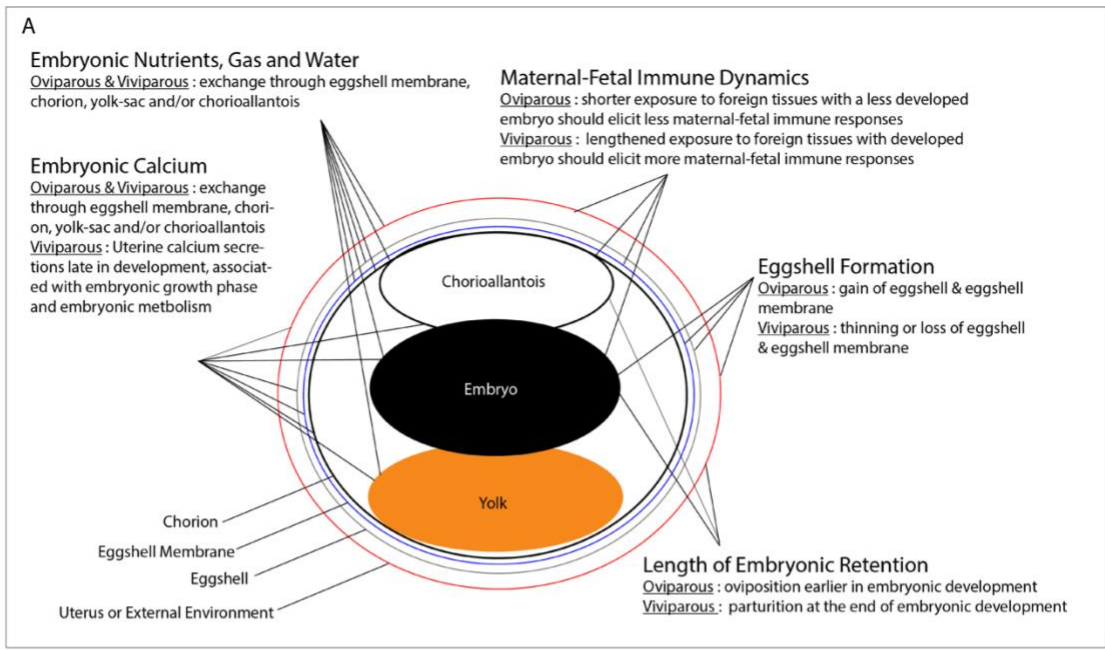 A
Embryonic Nutrients, Gas and Water
Oviparous & Viviparous : exchange through eggshell membrane,
chorion, yolk-sac and/or chorioallantois
Maternal-Fetal Immune Dynamics
Oviparous : shorter exposure to foreign tissues with a less developed
embryo should elicit less maternal-fetal immune responses
Viviparous : lengthened exposure to foreign tissues with developed
embryo should elicit more maternal-fetal immune responses
Embryonic Calcium
Oviparous & Viviparous : exchange
through eggshell membrane, chori-
on, yolk-sac and/or chorioallantois
Viviparous : Uterine calcium secre-
tions late in development, associat-
ed with embryonic growth phase
and embryonic metbolism
Eggshell Formation
Oviparous : gain of eggshell & eggshell
membrane
Viviparous : thinning or loss of eggshell
& eggshell membrane
Chorioallantois
Embryo
Yolk
Chorion
Eggshell Membrane
Eggshell
Uterus or External Environment
Length of Embryonic Retention
Oviparous : oviposition earlier in embryonic development
Viviparous : parturition at the end of embryonic development